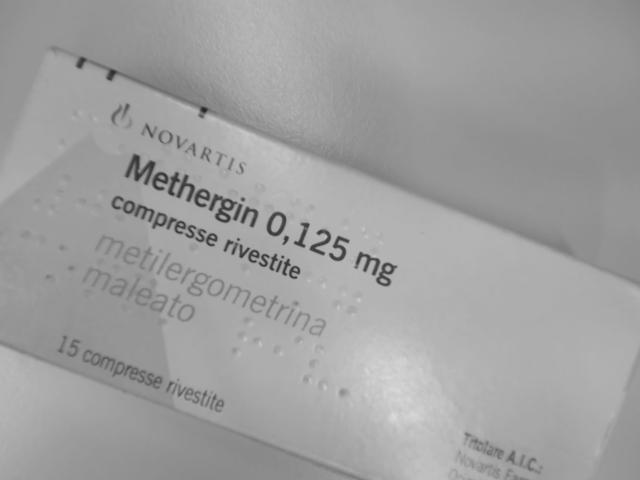 NOVARTIS
Methergin 0,125 mg
compresse rivestite
metilergometrina
maleato
15 compresse rivestite
Titolare A.I.C.:
Novartis